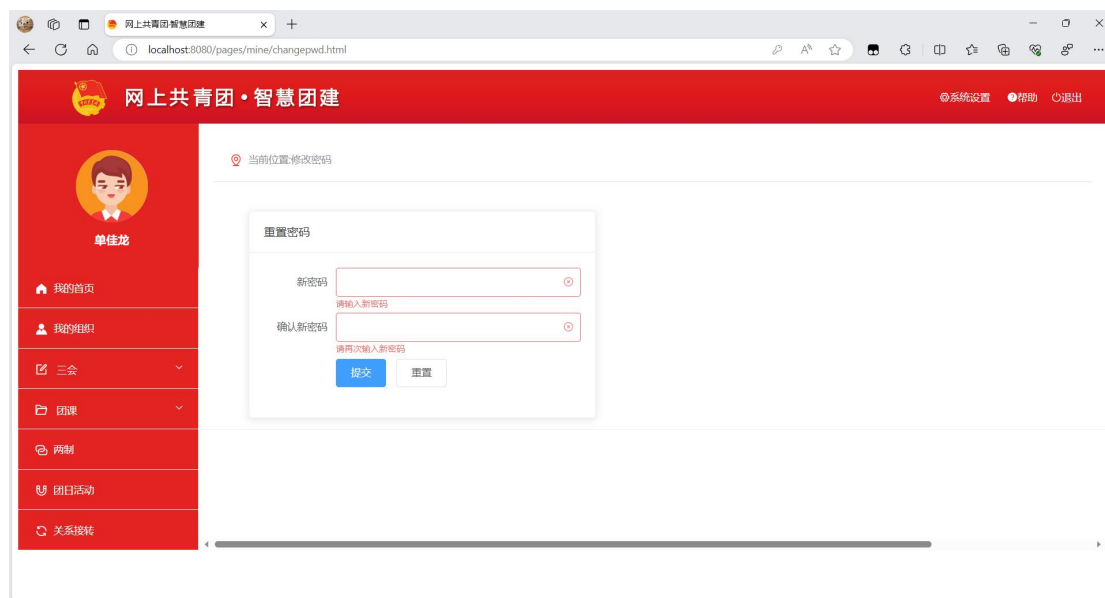 网上共青团·智慧团建
localhost:8080/pages/mine/changepwd.html
网上共青团·智慧团建
系统设置 帮助 退出
单佳龙
当前位置:修改密码
重置密码
新密码
请输入新密码
确认新密码
请再次输入新密码
提交 重置
我的首页
我的组织
三会
团课
两制
团日活动
关系接转